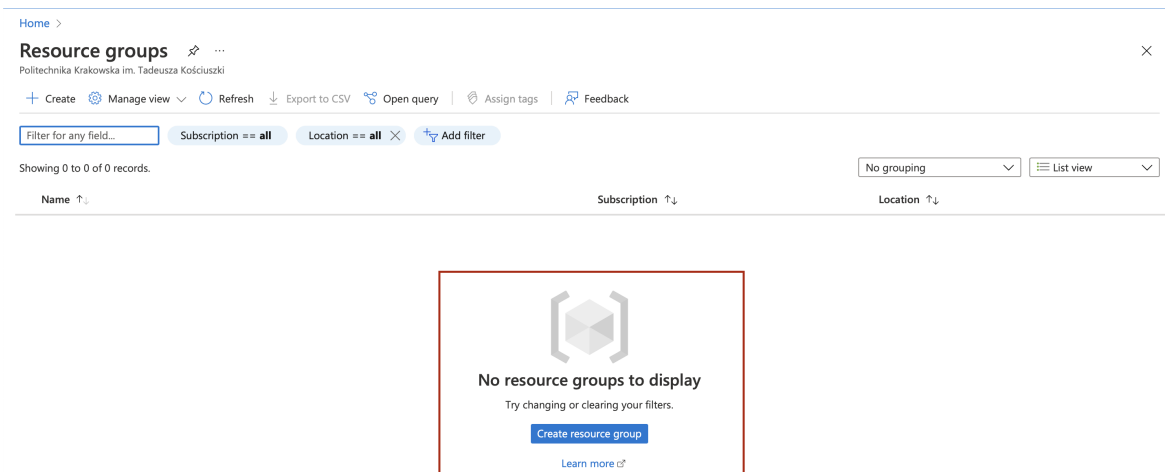 Home >
Resource groups ...
Politechnika Krakowska im. Tadeusza Kościuszki
+ Create Manage view Refresh Export to CSV Open query Assign tags Feedback
Filter for any field... Subscription == all Location == all Add filter
Showing 0 to 0 of 0 records. No grouping List view
Name Subscription Location
No resource groups to display
Try changing or clearing your filters.
Create resource group
Learn more